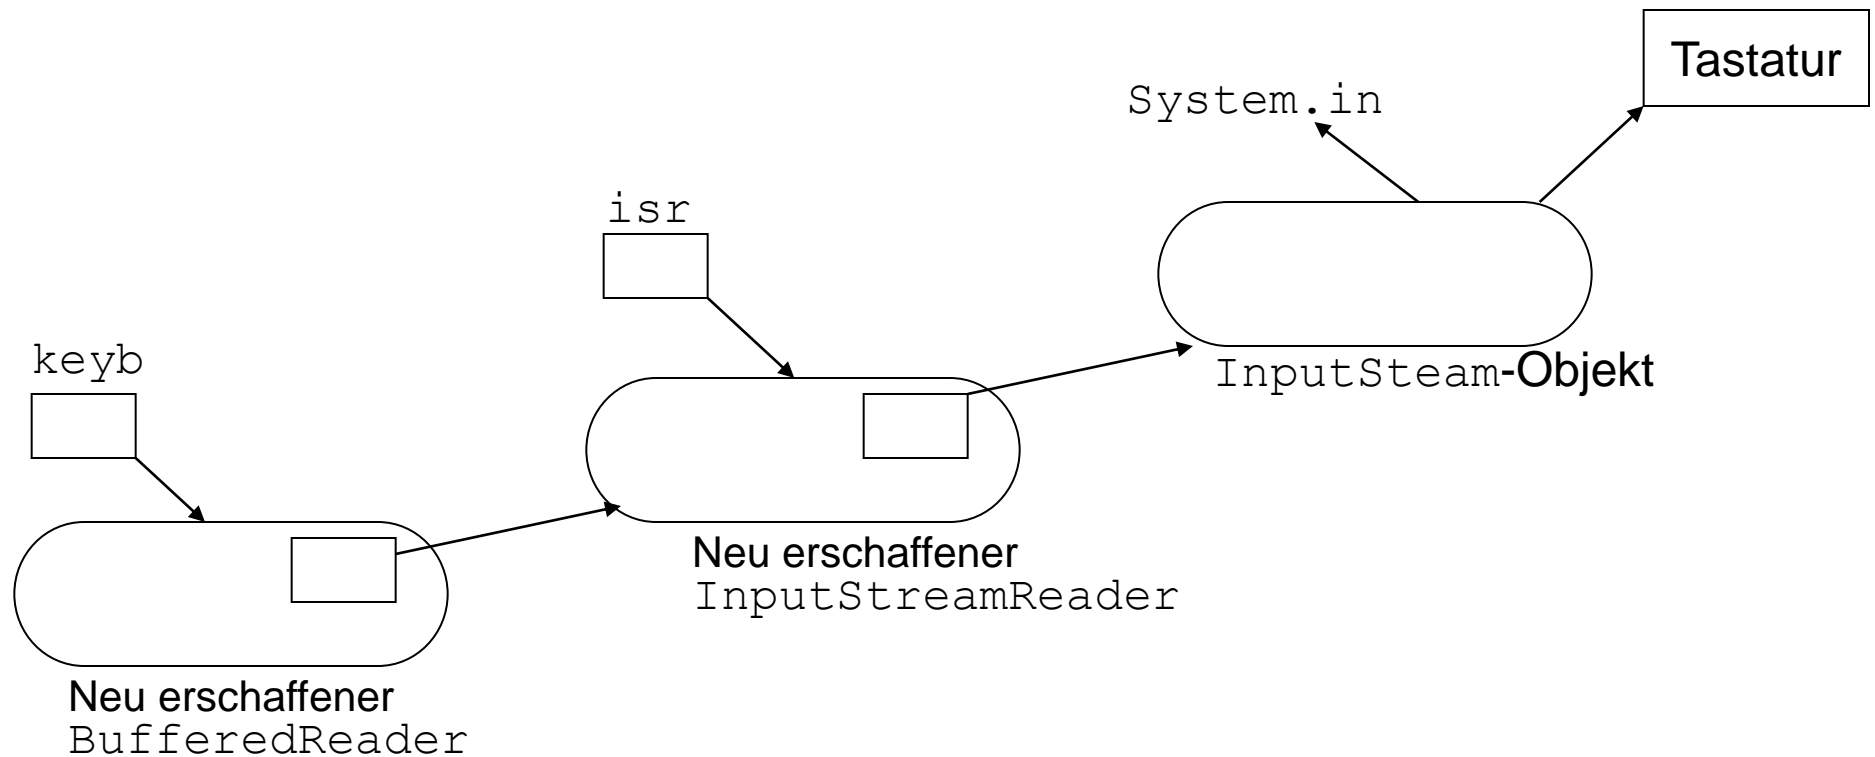 Tastatur
System.in
isr
keyb
InputSteam-Objekt
Neu erschaffener
InputStreamReader
Neu erschaffener
BufferedReader